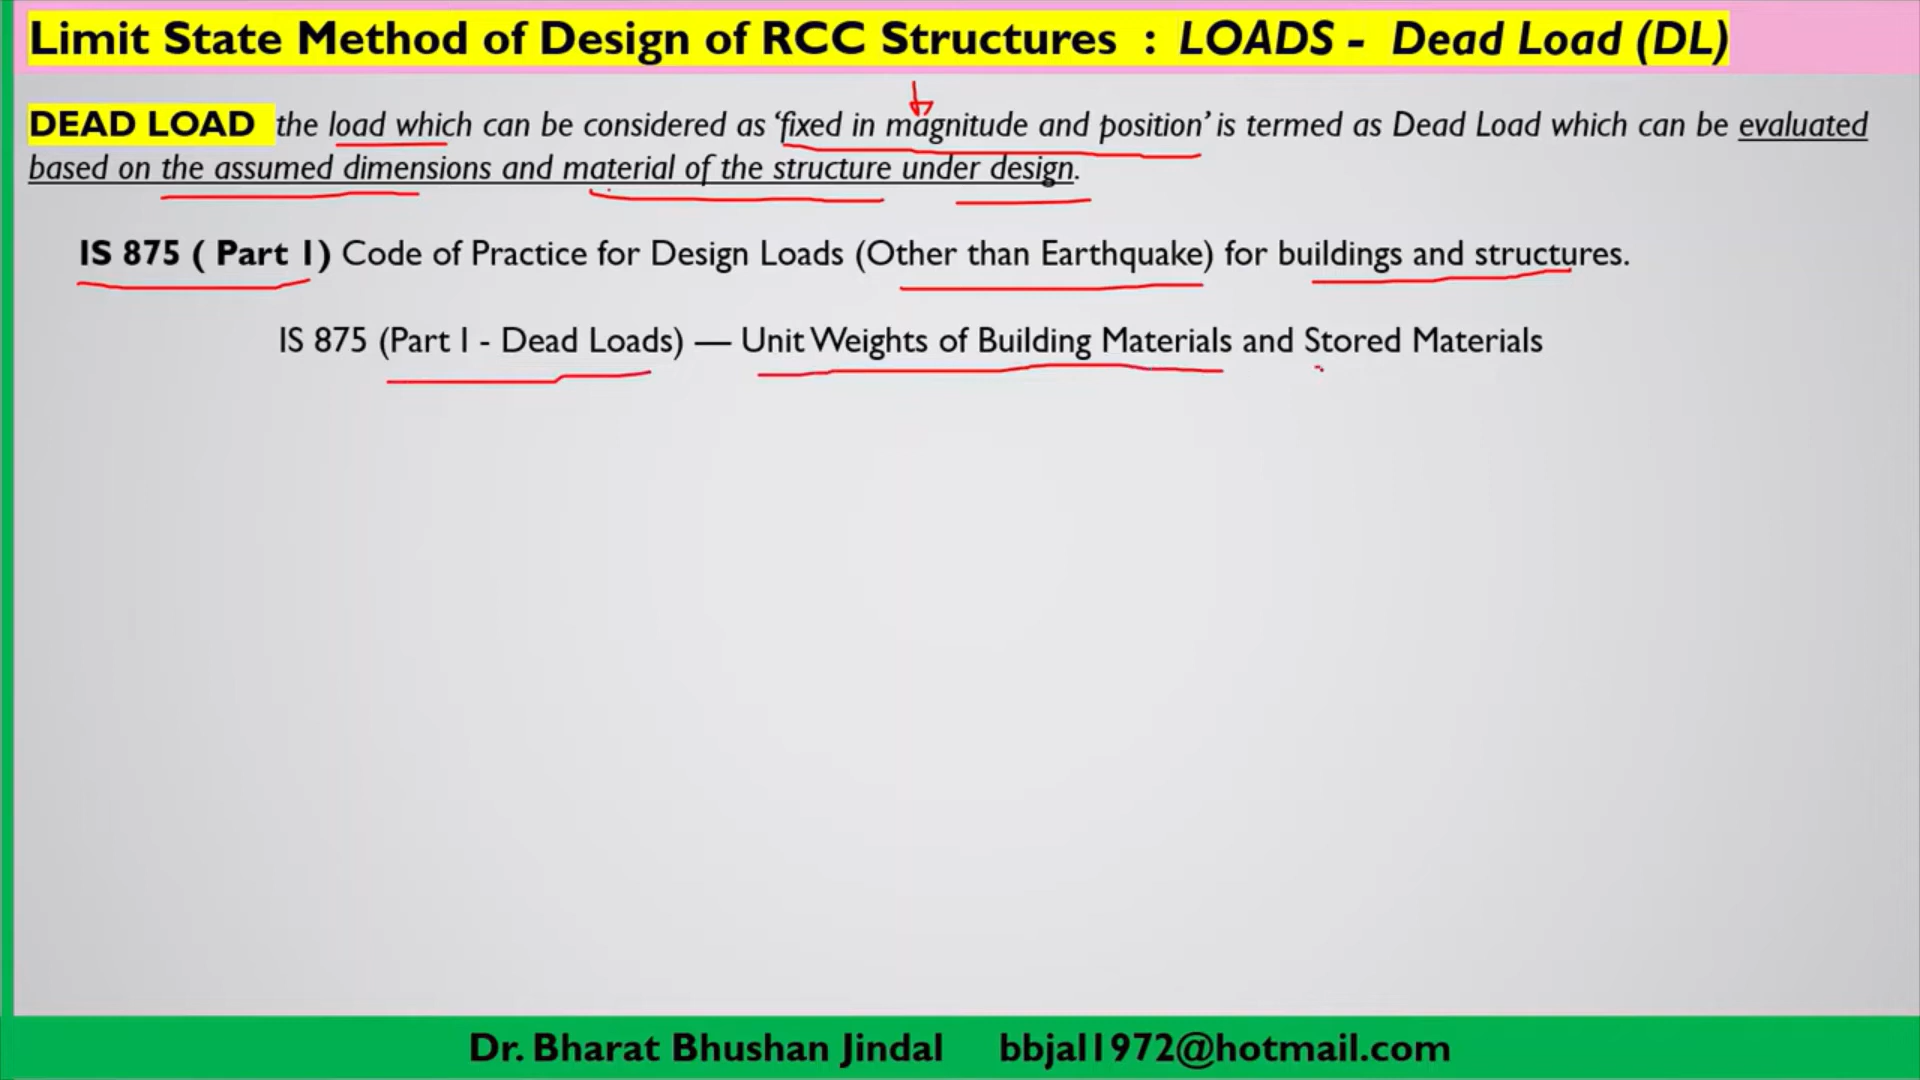 Limit State Method of Design of RCC Structures : LOADS - Dead Load (DL)
DEAD LOAD the load which can be considered as ‘fixed in magnitude and position’ is termed as Dead Load which can be evaluated
based on the assumed dimensions and material of the structure under design.
IS 875 ( Part 1) Code of Practice for Design Loads (Other than Earthquake) for buildings and structures.
IS 875 (Part I - Dead Loads) — Unit Weights of Building Materials and Stored Materials
Dr. Bharat Bhushan Jindal bbjal1972@hotmail.com